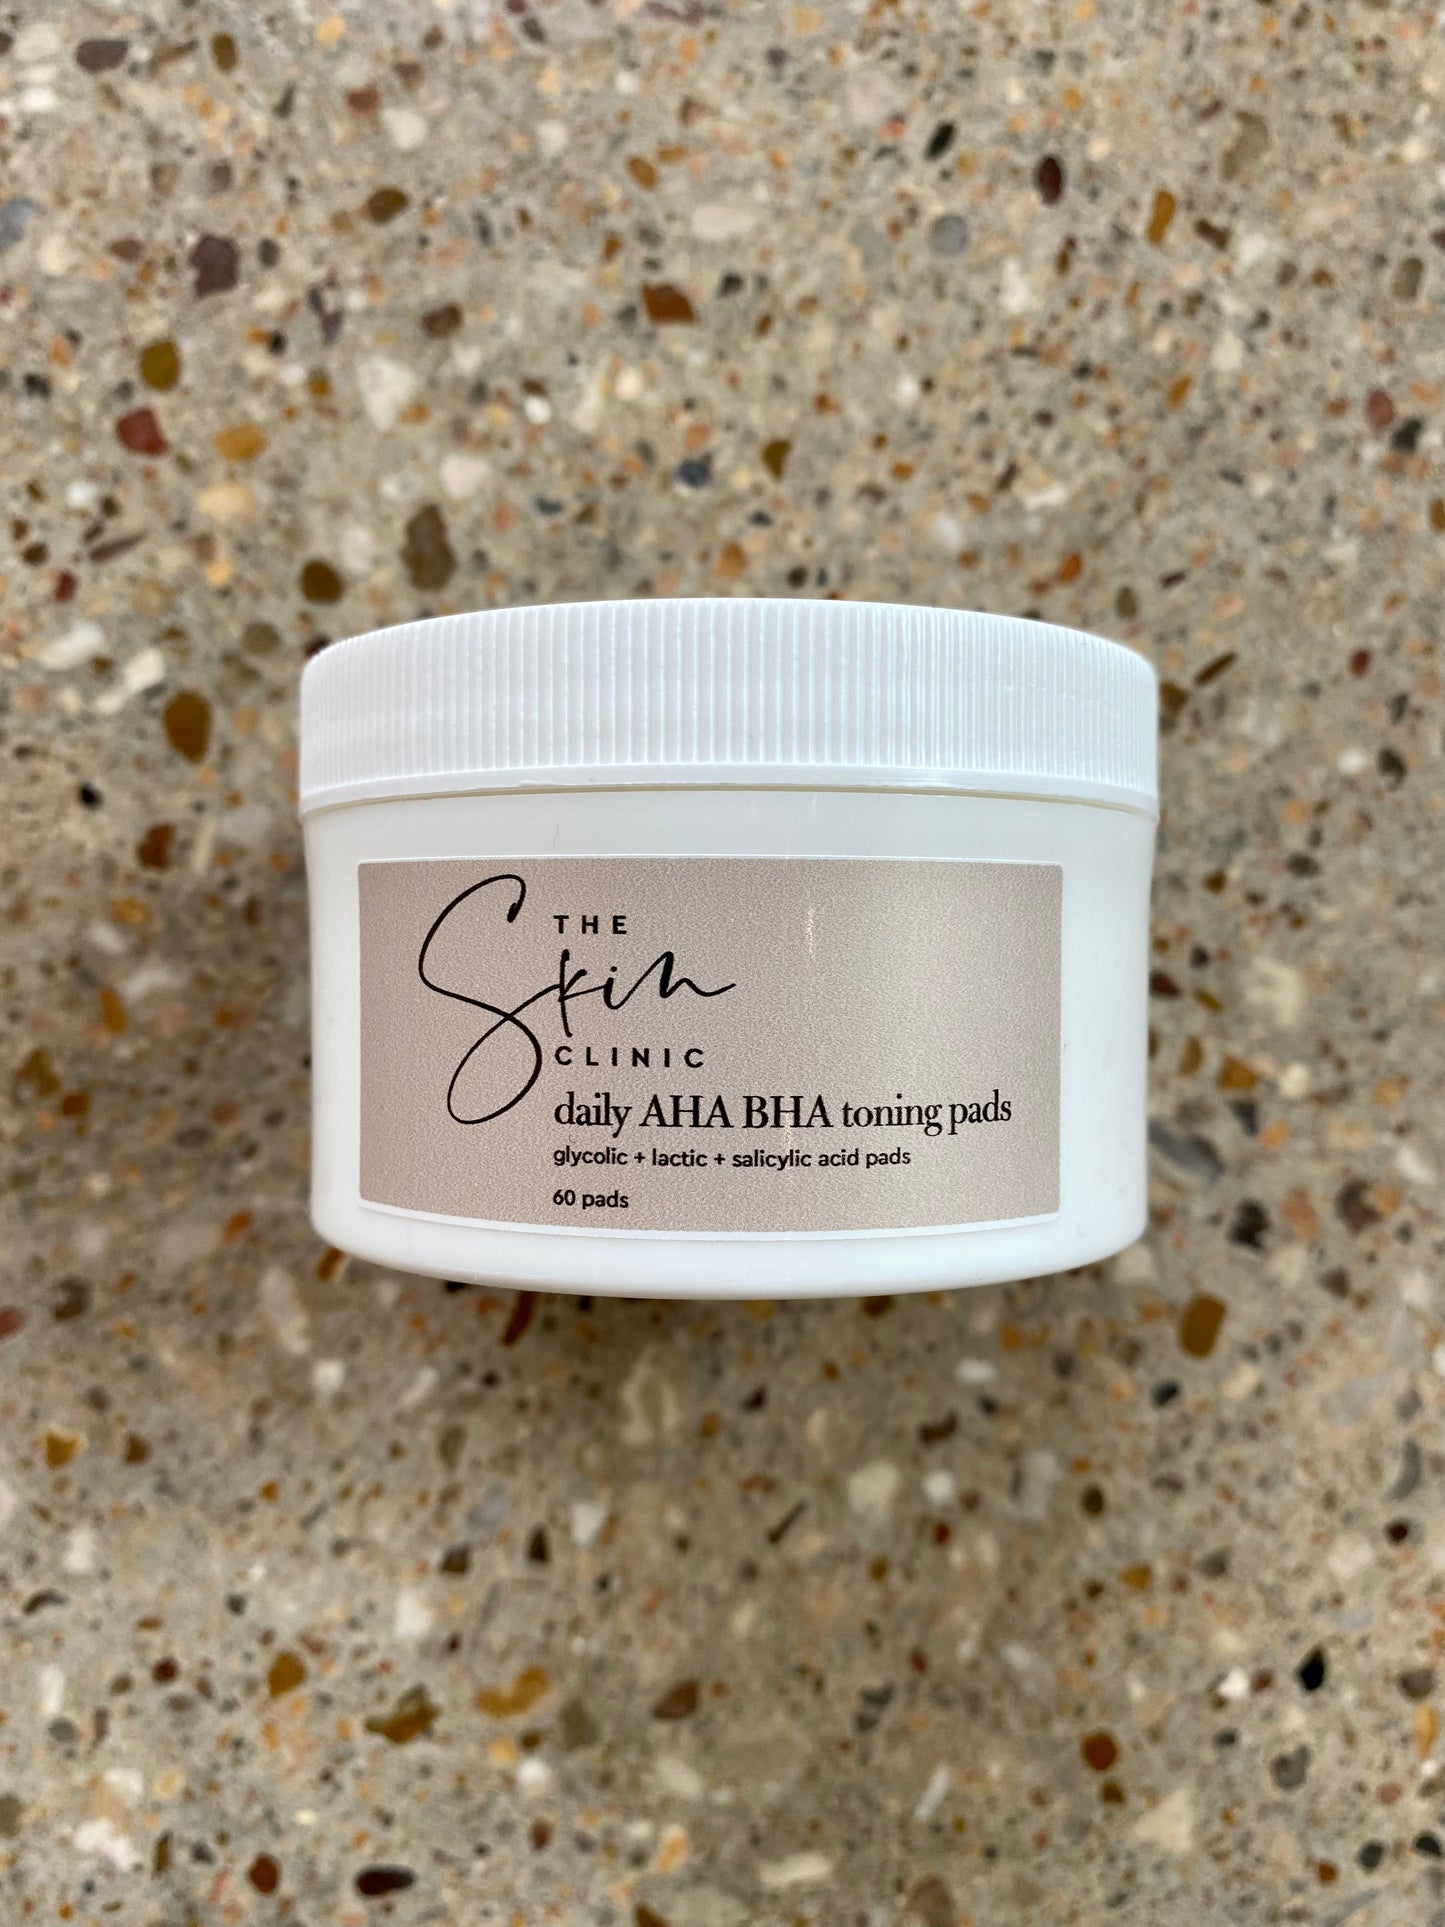 THE
Skin
CLINIC
daily AHA BHA toning pads
glycolic + lactic + salicylic acid pads
60 pads